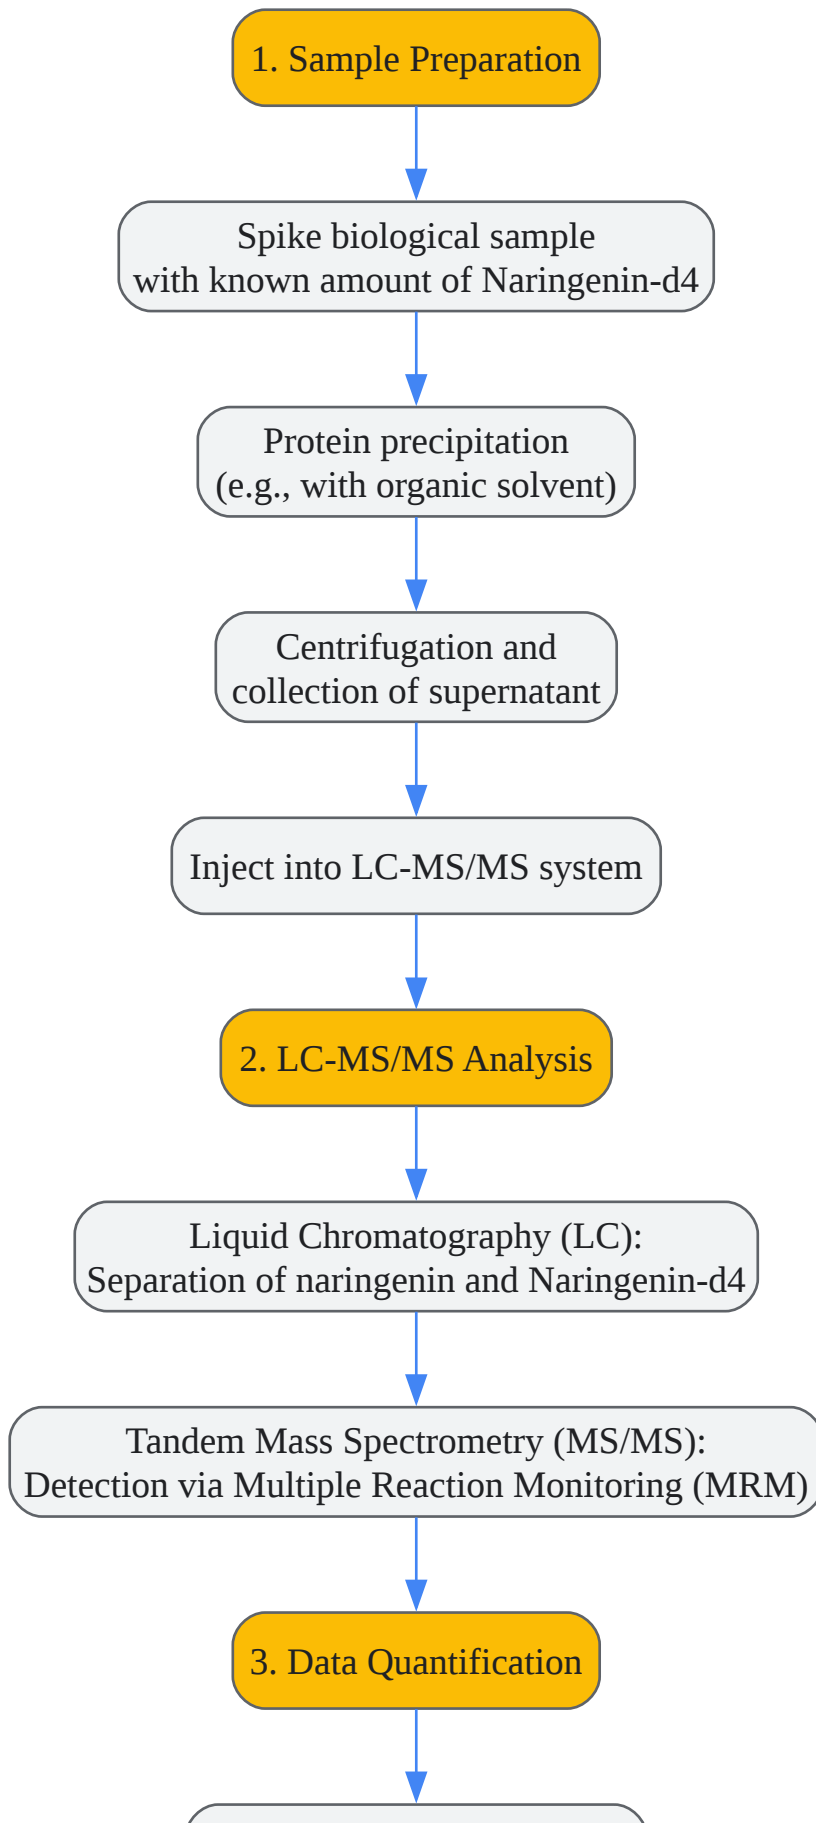 1. Sample Preparation
Spike biological sample
with known amount of Naringenin-d4
Protein precipitation
(e.g., with organic solvent)
Centrifugation and
collection of supernatant
Inject into LC-MS/MS system
2. LC-MS/MS Analysis
Liquid Chromatography (LC):
Separation of naringenin and Naringenin-d4
Tandem Mass Spectrometry (MS/MS):
Detection via Multiple Reaction Monitoring (MRM)
3. Data Quantification